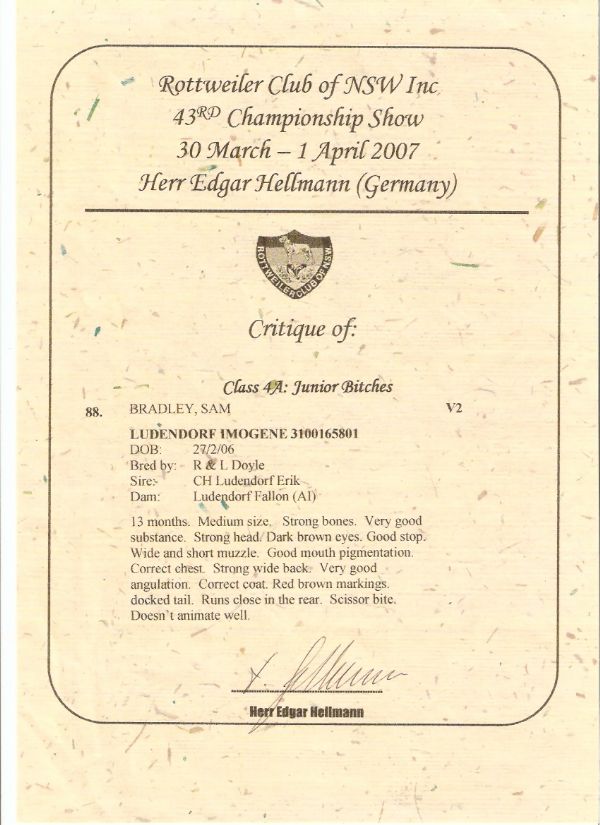 Rottweiler Club of NSW Inc
43RD Championship Show
30 March – 1 April 2007
Herr Edgar Hellmann (Germany)
ROTTWEILER CLUB OF N.S.W.
Critique of:
Class 4A: Junior Bitches
88. BRADLEY, SAM V2
LUDENDORF IMOGENE 3100165801
DOB: 27/2/06
Bred by: R & L Doyle
Sire:- CH Ludendorf Erik
Dam: Ludendorf Fallon (AI)
13 months. Medium size. Strong bones. Very good
substance. Strong head/ Dark brown eyes. Good stop.
Wide and short muzzle. Good mouth pigmentation.
Correct chest. Strong wide back. Very good
angulation. Correct coat. Red brown markings.
docked tail. Runs close in the rear. Scissor bite.
Doesn't animate well.
Herr Edgar Hellmann